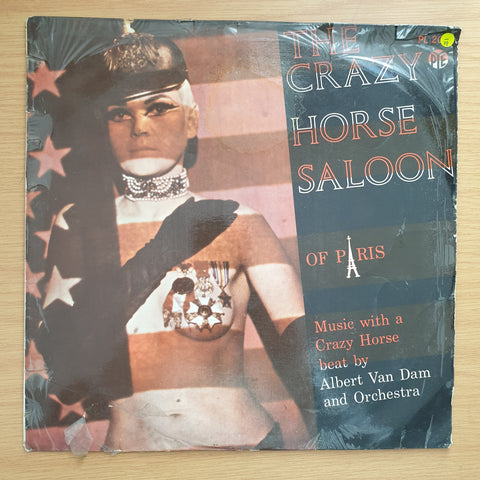 THE
CRAZY
HORSE
SALOON
OF PARIS
Music with a
Crazy Horse
beat by
Albert Van Dam
and Orchestra